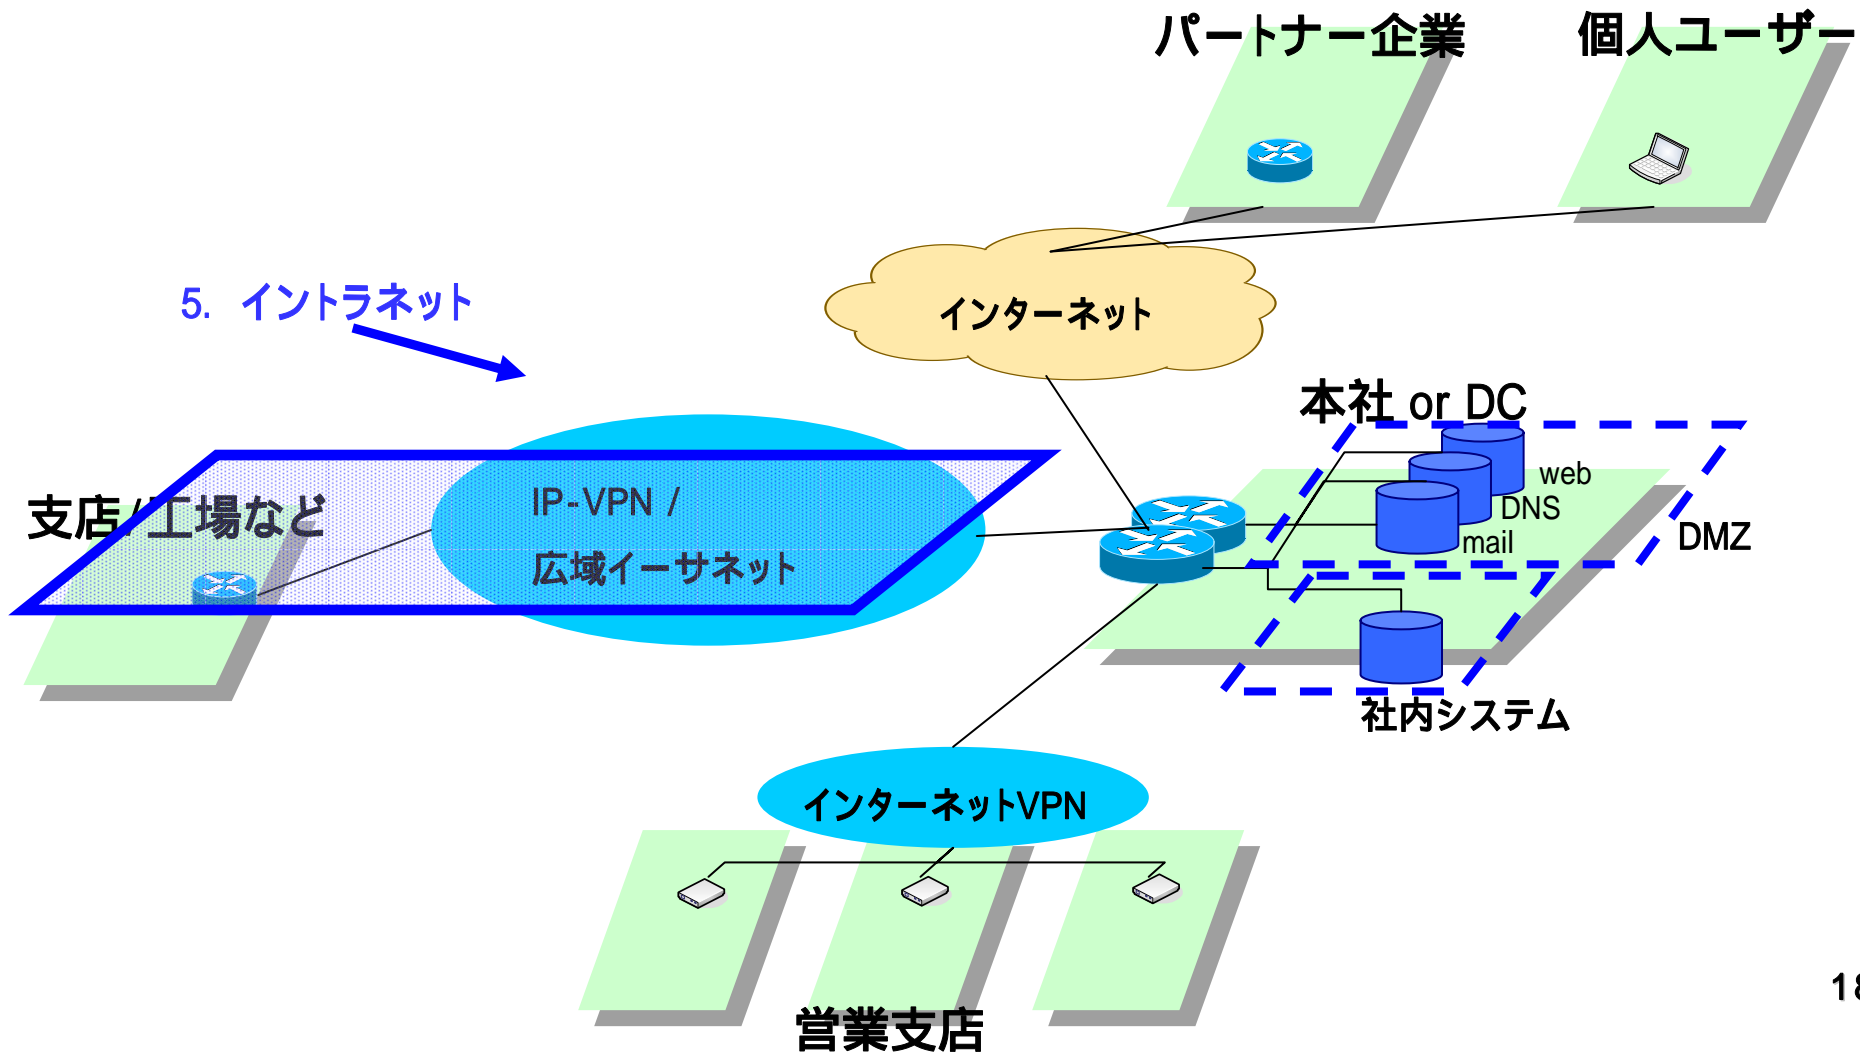 パートナー企業
個人ユーザー
5. イントラネット
インターネット
本社 or DC
web
DNS
mail
DMZ
支店/工場など
IP-VPN /
広域イーサネット
社内システム
インターネットVPN
営業支店